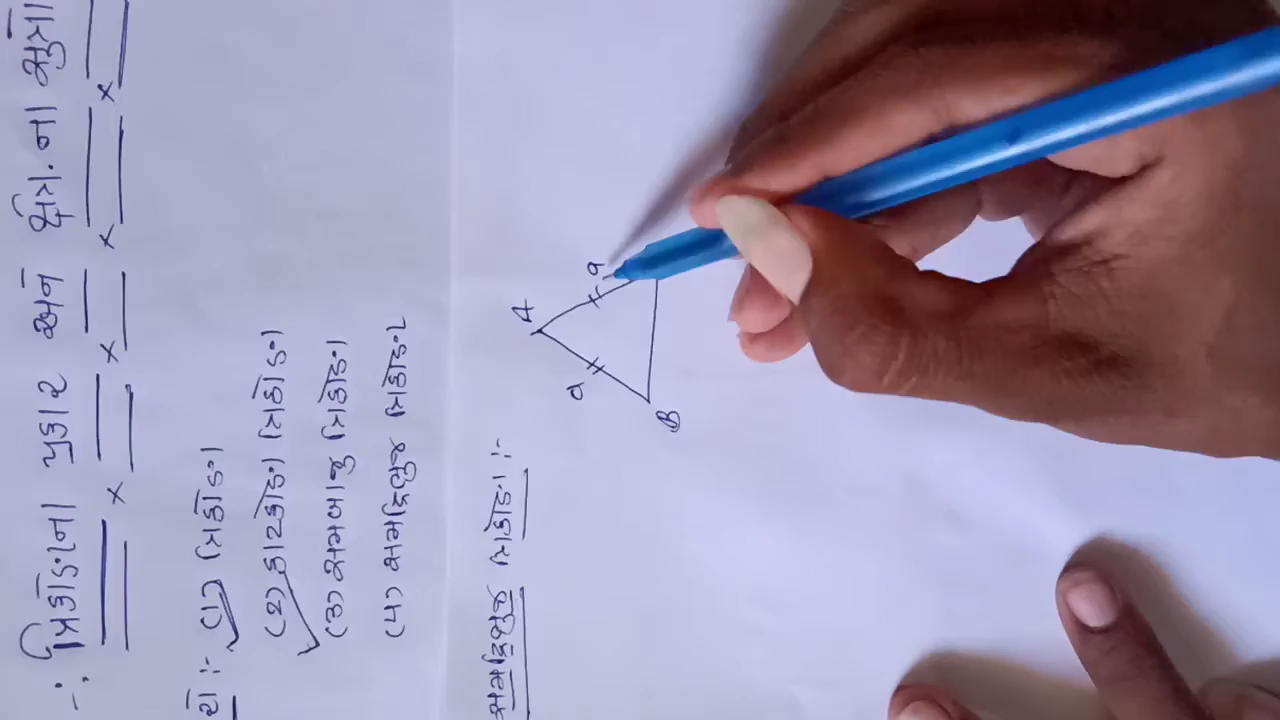 -: ત્રિકોણના પ્રકાર અને ક્ષેત્ર.ના સુત્રો
(1) ત્રિકોણ
(2) કાટકોણ ત્રિકોણ
(3) સમબાજુ ત્રિકોણ
(4) સમદ્વિભુજ ત્રિકોણ
સમદ્વિભુજ ત્રિકોણ :-
A
a a
B